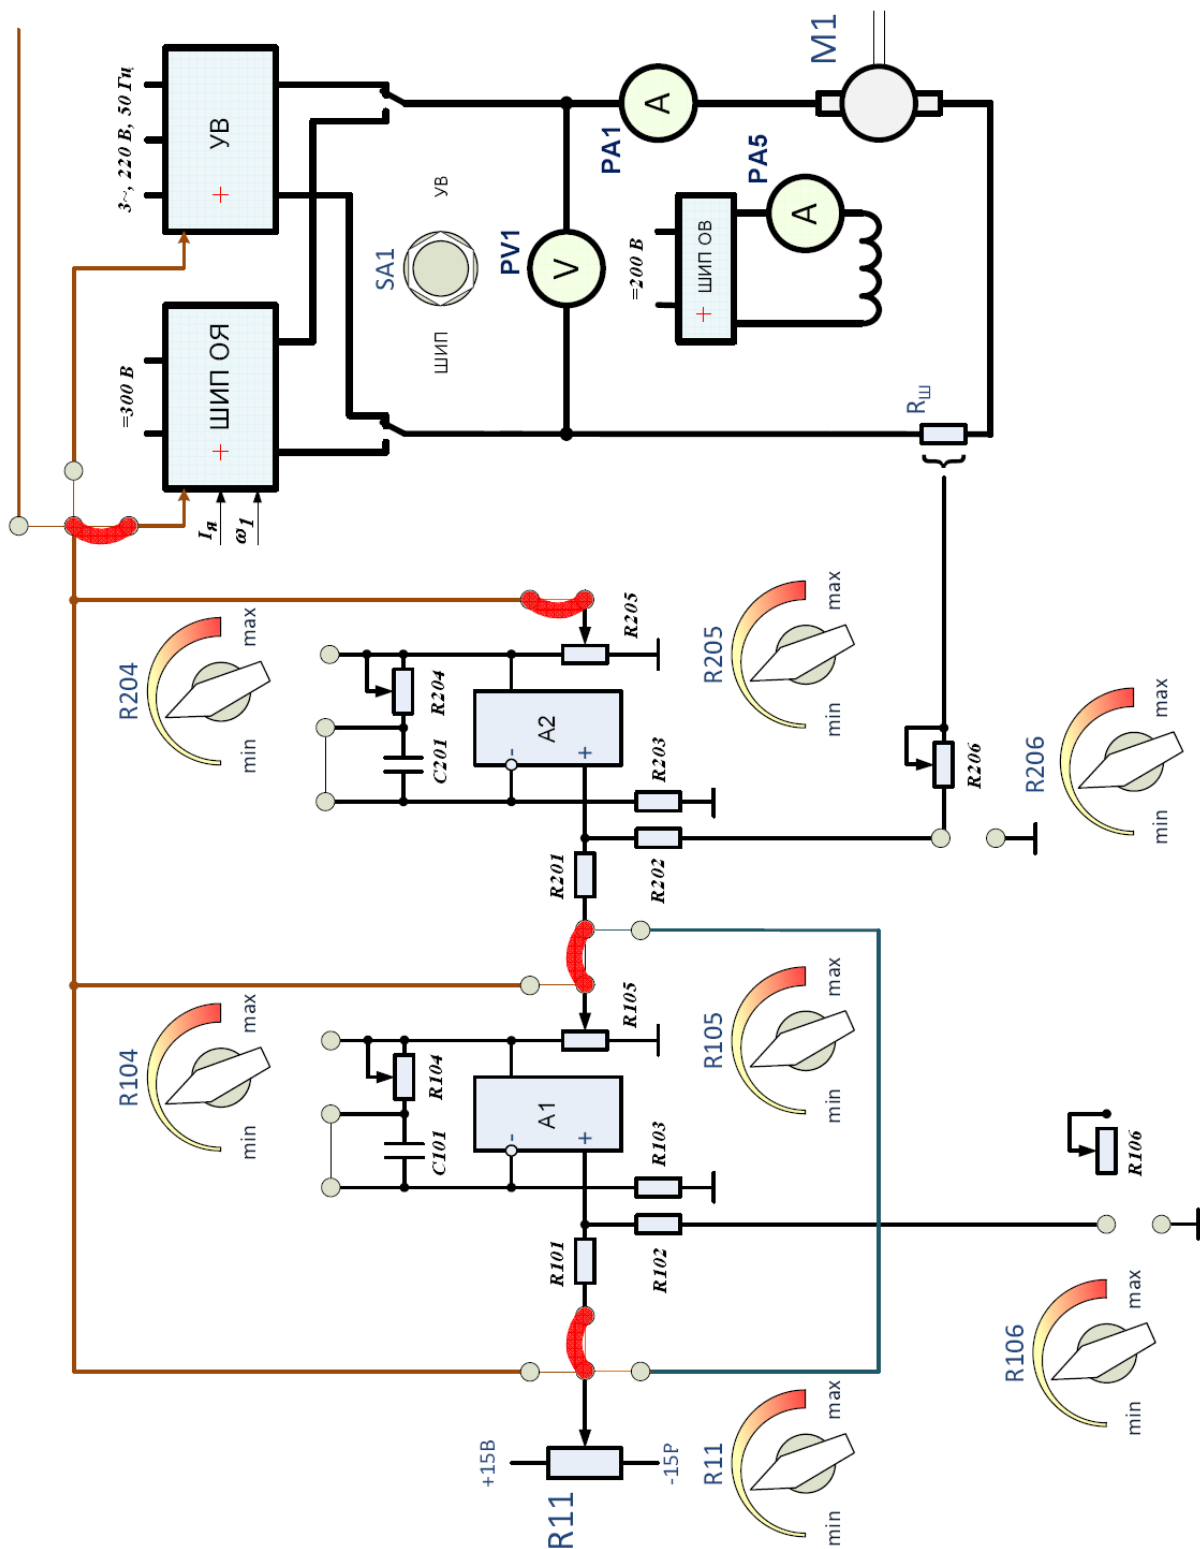 3~, 220 В, 50 Гц
УВ
+
=300 В
ШИП ОЯ
+
Iя
ω1
SA1
УВ
ШИП
PV1
V
PA1
A
M1
PA5
A
=200 В
ШИП ОВ
+
Rш
R204
min
max
R204
C201
A2
-
+
R205
R203
R201
R202
R205
min
max
R206
R206
min
max
R104
min
max
R104
C101
A1
-
+
R105
R103
R101
R102
R105
min
max
R106
R106
min
max
+15В
-15Р
R11
R11
min
max